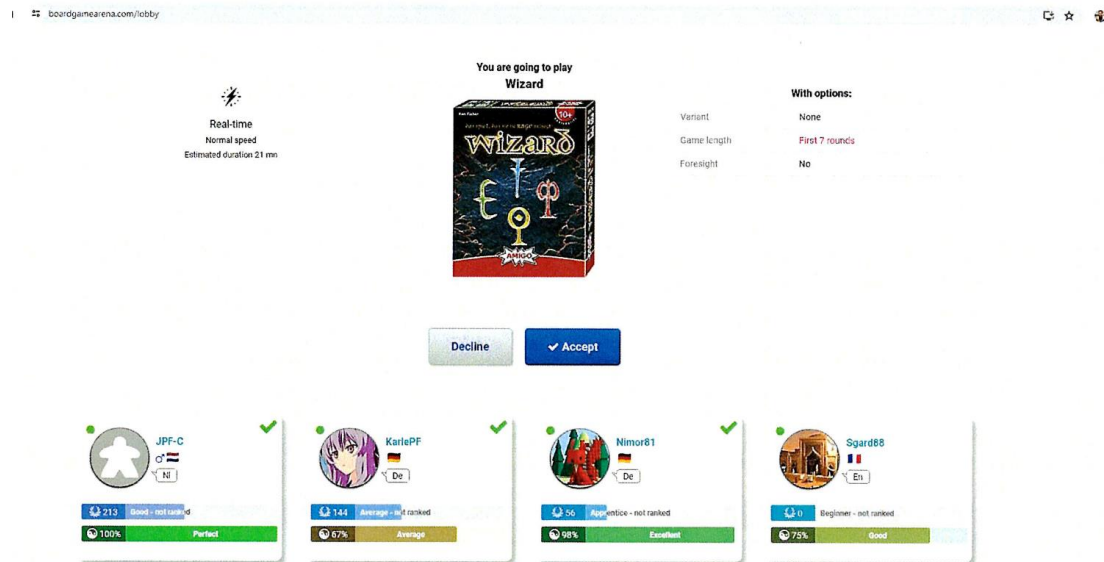 boardgamearena.com/lobby
You are going to play
Wizard
Real-time
Normal speed
Estimated duration 21 mn
10+
wizard
AMIGO
With options:
Variant None
Game length First 7 rounds
Foresight No
Decline
✔ Accept
JPF-C
Nl
213 Good - not ranked
100% Perfect
KariePF
De
144 Average - not ranked
67% Average
Nimor81
De
56 Apprentice - not ranked
98% Excellent
Sgard68
En
0 Beginner - not ranked
75% Good